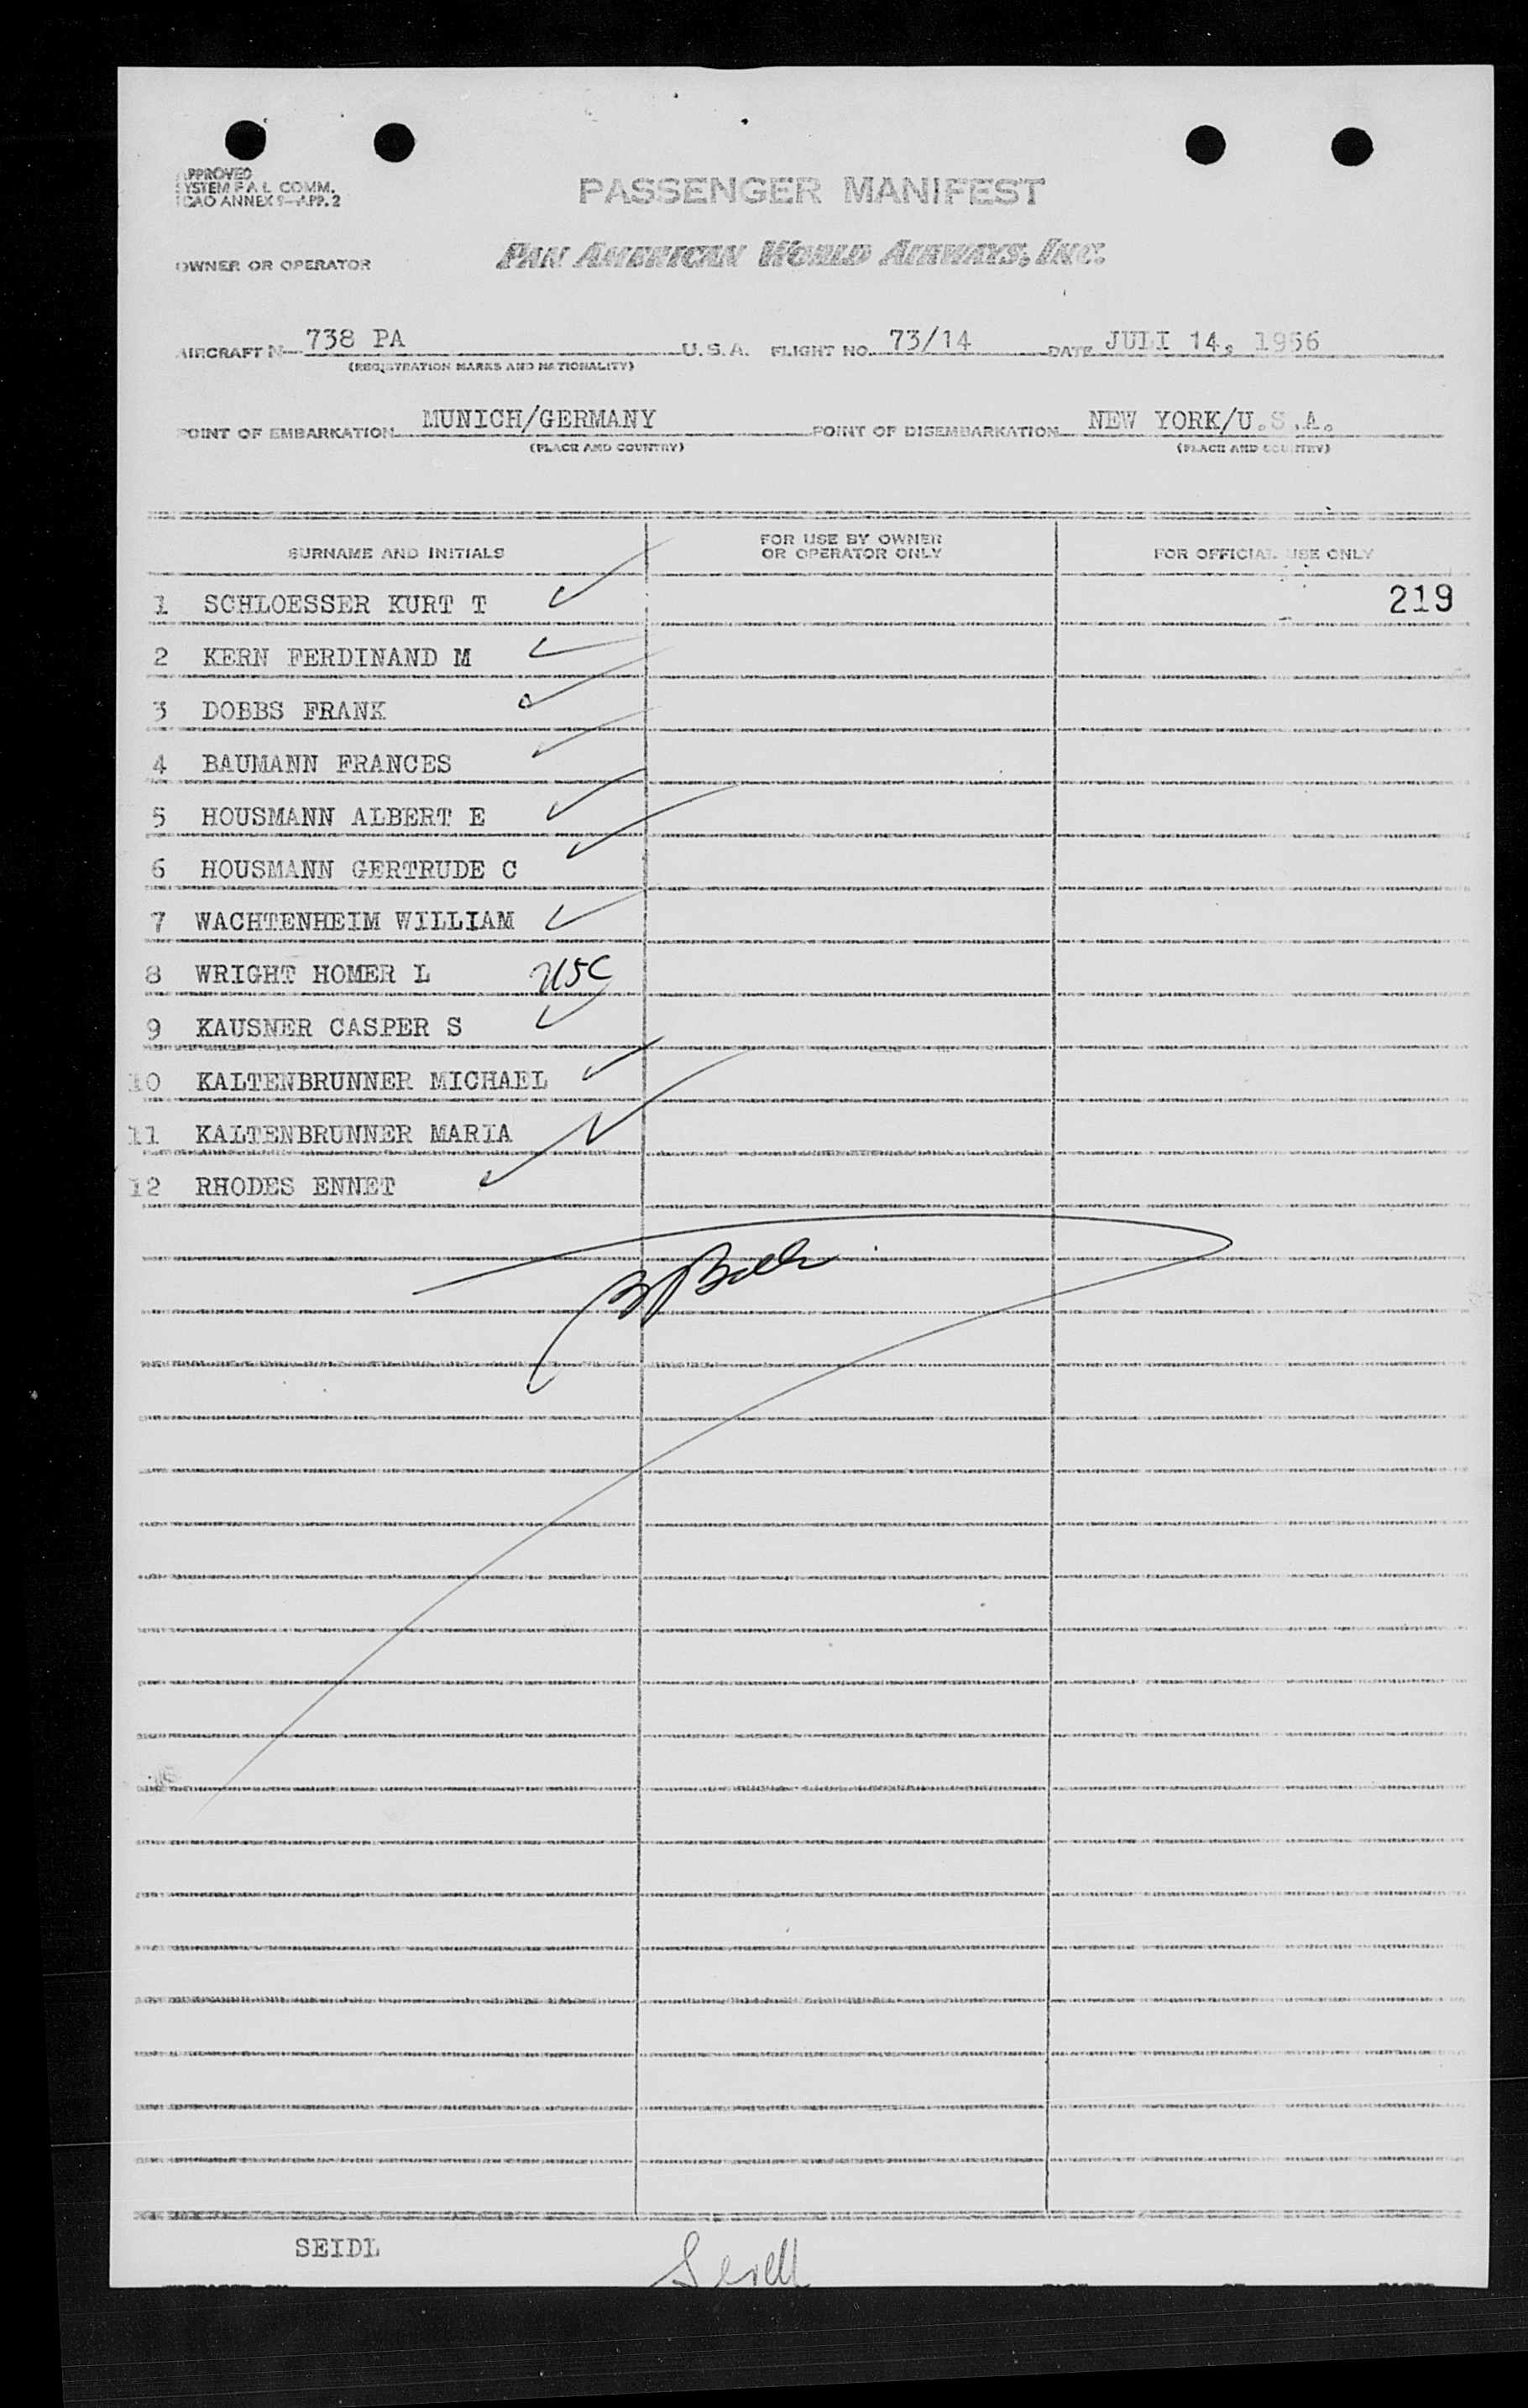 APPROVED
SYSTEM F A L COMM.
ICAO ANNEX 9—APP. 2
PASSENGER MANIFEST
OWNER OR OPERATOR PAN AMERICAN WORLD AIRWAYS, INC.
AIRCRAFT N— 738 PA U. S. A. FLIGHT NO. 73/14 DATE JULI 14, 1956
(REGISTRATION MARKS AND NATIONALITY)
POINT OF EMBARKATION MUNICH/GERMANY POINT OF DISEMBARKATION NEW YORK/U.S.A.
(PLACE AND COUNTRY) (PLACE AND COUNTRY)
SURNAME AND INITIALS FOR USE BY OWNER OR OPERATOR ONLY FOR OFFICIAL USE ONLY
1 SCHLOESSER KURT T 219
2 KERN FERDINAND M
3 DOBBS FRANK
4 BAUMANN FRANCES
5 HOUSMANN ALBERT E
6 HOUSMANN GERTRUDE C
7 WACHTENHEIM WILLIAM
8 WRIGHT HOMER L USC
9 KAUSNER CASPER S
10 KALTENBRUNNER MICHAEL
11 KALTENBRUNNER MARIA
12 RHODES ENNET
SEIDL Seidl